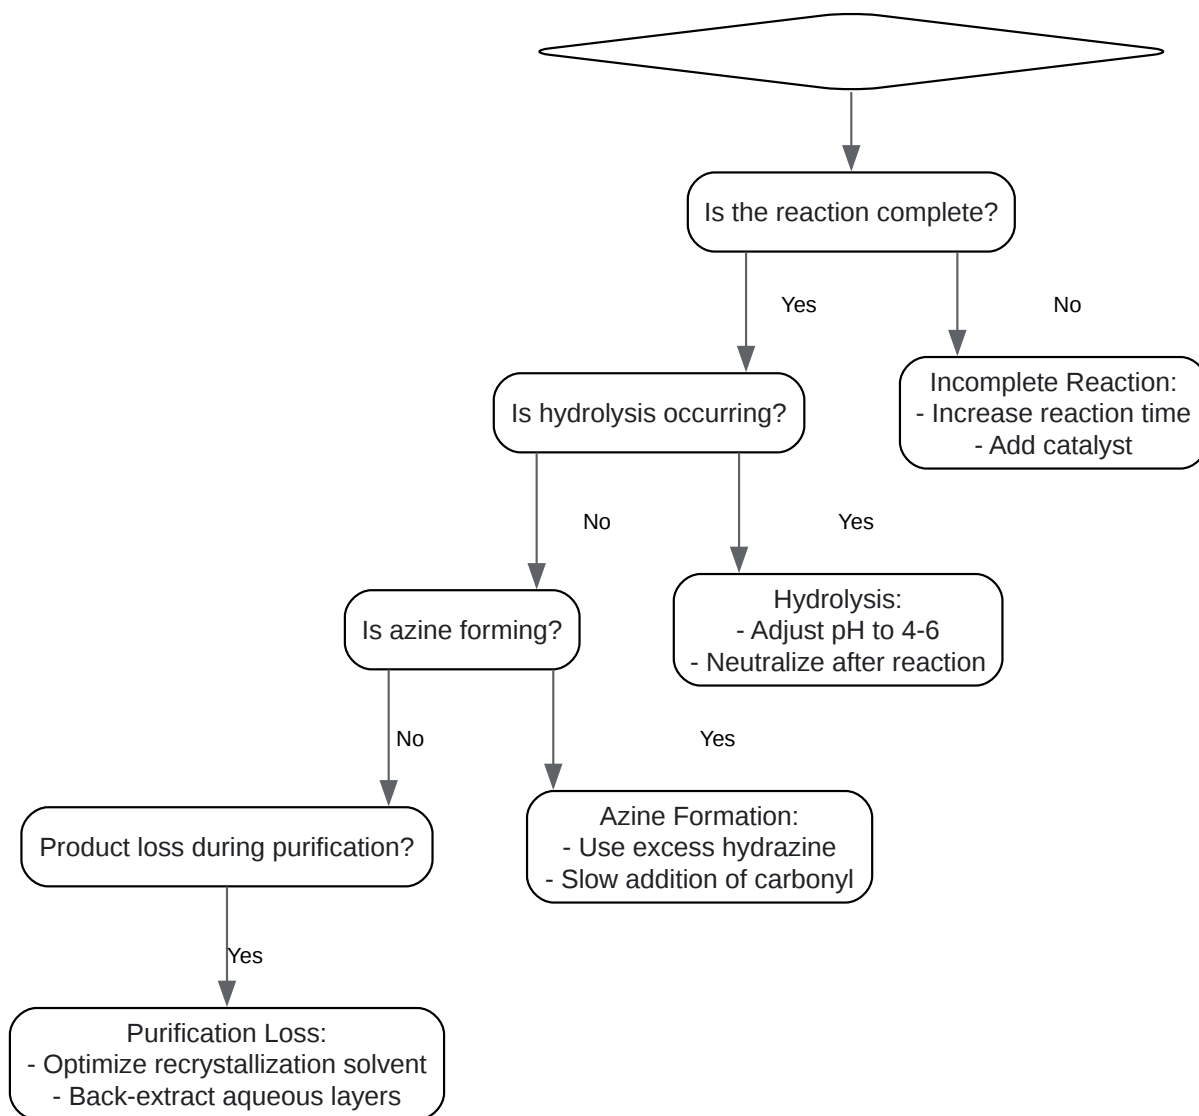 Is the reaction complete?
Yes
No
Incomplete Reaction:
- Increase reaction time
- Add catalyst
Is hydrolysis occurring?
No
Yes
Hydrolysis:
- Adjust pH to 4-6
- Neutralize after reaction
Is azine forming?
No
Yes
Azine Formation:
- Use excess hydrazine
- Slow addition of carbonyl
Product loss during purification?
Yes
Purification Loss:
- Optimize recrystallization solvent
- Back-extract aqueous layers